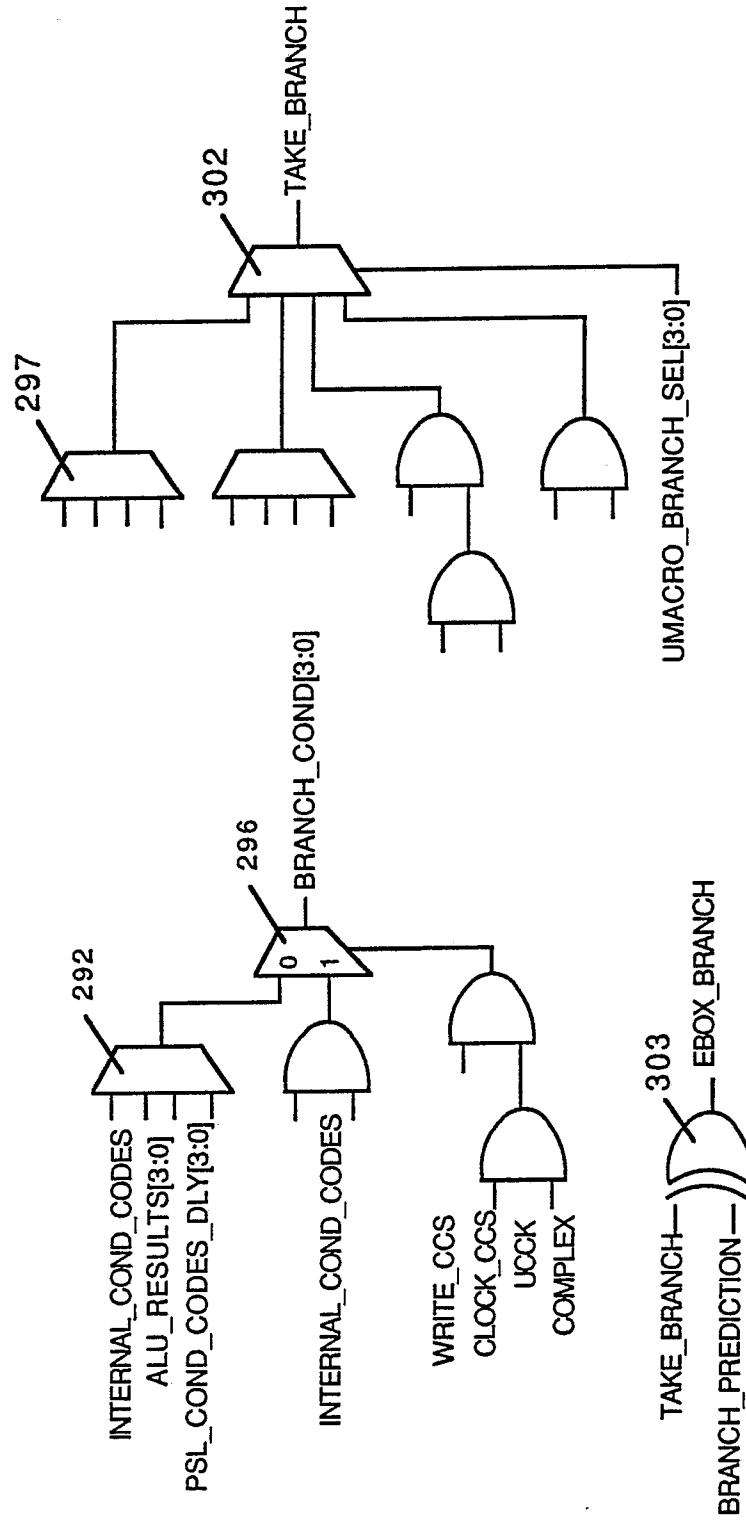 292
INTERNAL_COND_CODES
ALU_RESULTS[3:0]
PSL_COND_CODES_DLY[3:0]
296
0
1
BRANCH_COND[3:0]
INTERNAL_COND_CODES
WRITE_CCS
CLOCK_CCS
UCCK
COMPLEX
303
TAKE_BRANCH
BRANCH_PREDICTION
EBOX_BRANCH
297
302
TAKE_BRANCH
UMACRO_BRANCH_SEL[3:0]